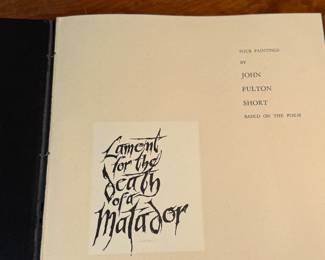 FOUR PAINTINGS
BY
JOHN
FULTON
SHORT
BASED ON THE POEM
Lament
for the
death
of a
Matador